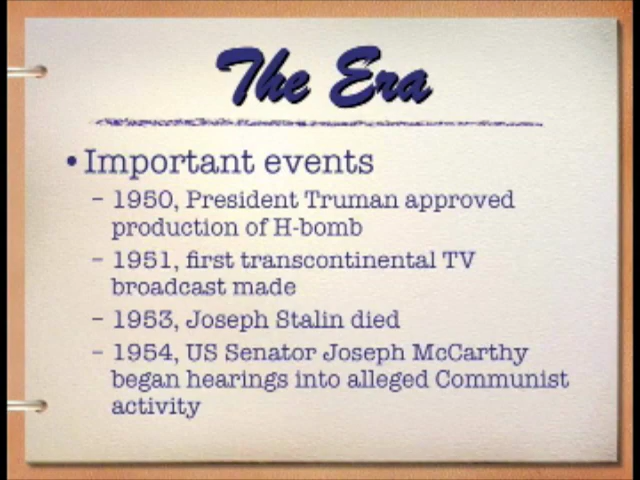 The Era
• Important events
– 1950, President Truman approved
production of H-bomb
– 1951, first transcontinental TV
broadcast made
– 1953, Joseph Stalin died
– 1954, US Senator Joseph McCarthy
began hearings into alleged Communist
activity